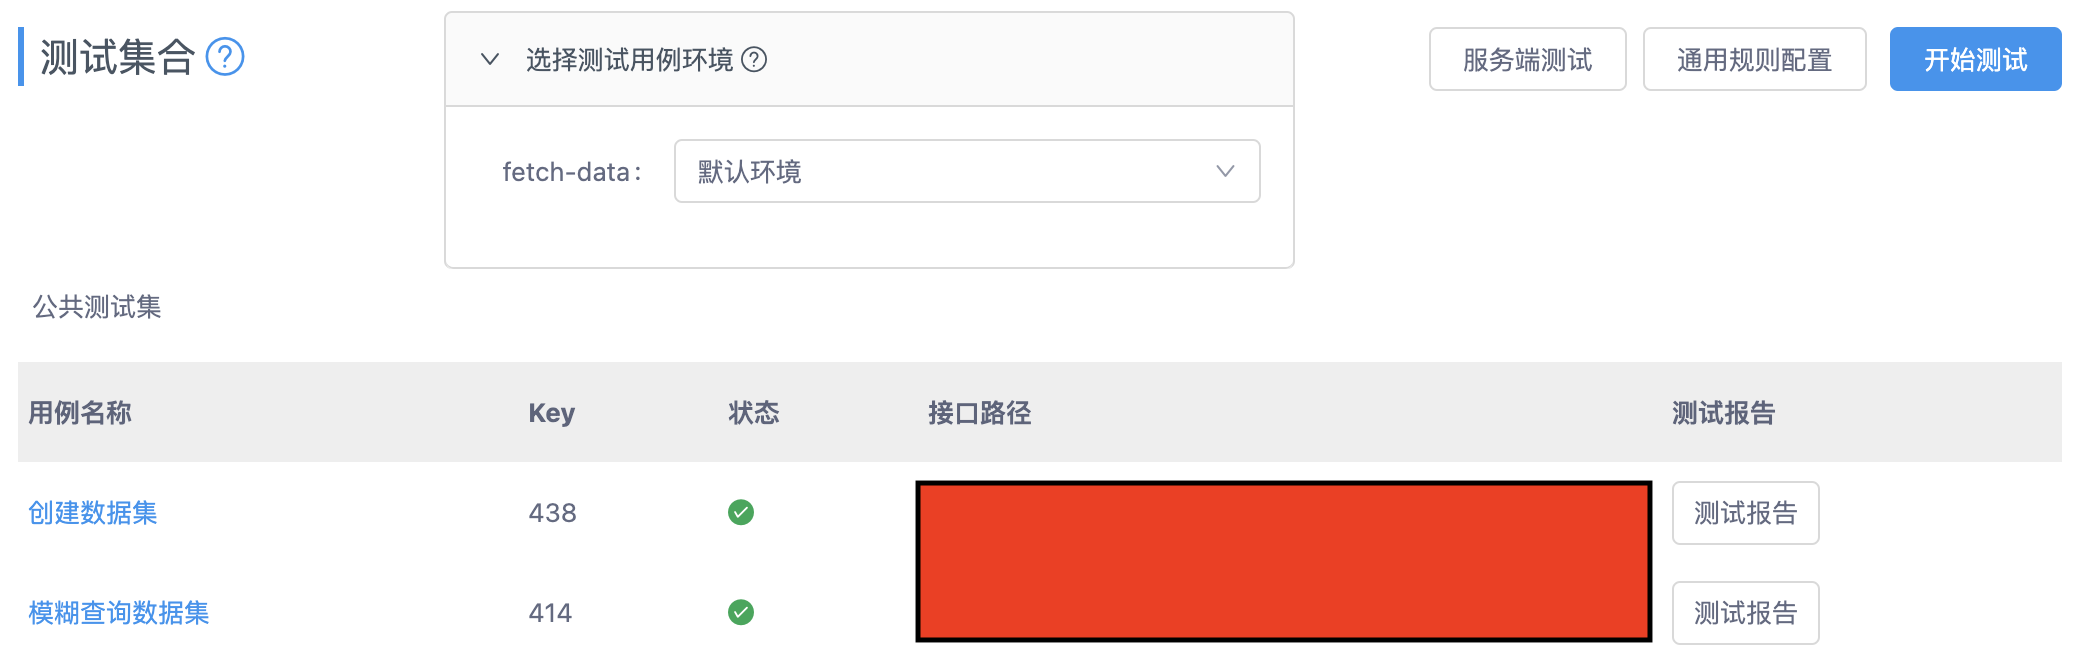 测试集合
选择测试用例环境
服务端测试
通用规则配置
开始测试
fetch-data:
默认环境
公共测试集
用例名称 Key 状态 接口路径 测试报告
创建数据集 438 测试报告
模糊查询数据集 414 测试报告